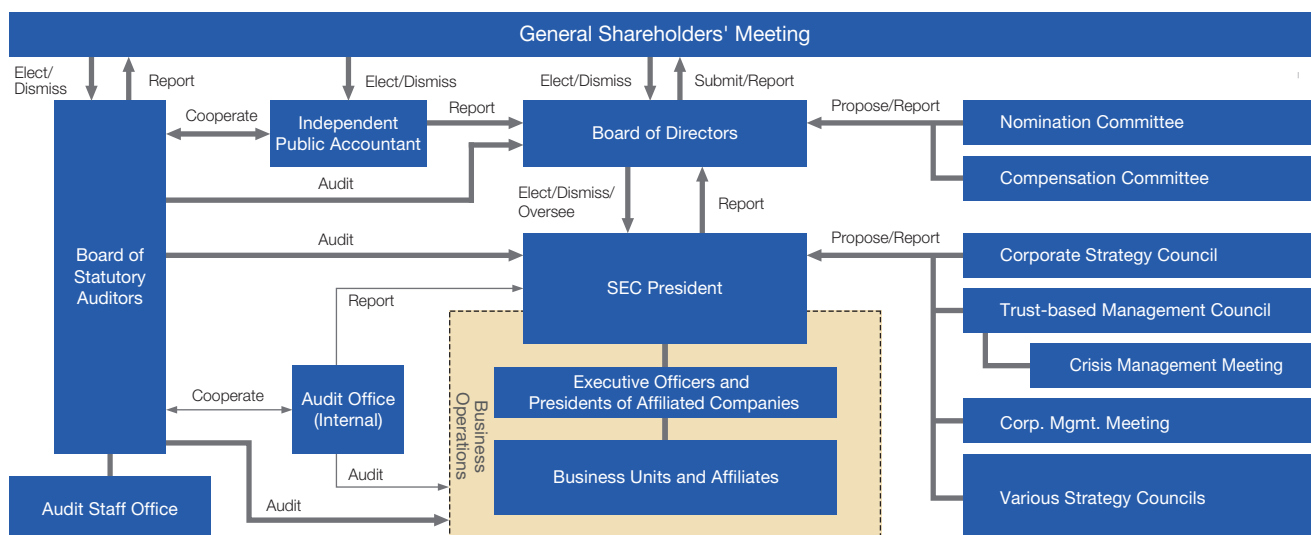 General Shareholders' Meeting
Elect/
Dismiss
Report
Elect/Dismiss
Elect/Dismiss
Submit/Report
Cooperate
Independent
Public Accountant
Report
Board of Directors
Propose/Report
Nomination Committee
Compensation Committee
Audit
Elect/Dismiss/
Oversee
Report
Board of
Statutory
Auditors
Audit
SEC President
Propose/Report
Corporate Strategy Council
Report
Trust-based Management Council
Crisis Management Meeting
Cooperate
Audit Office
(Internal)
Business
Operations
Executive Officers and
Presidents of Affiliated Companies
Corp. Mgmt. Meeting
Audit
Business Units and Affiliates
Various Strategy Councils
Audit Staff Office
Audit